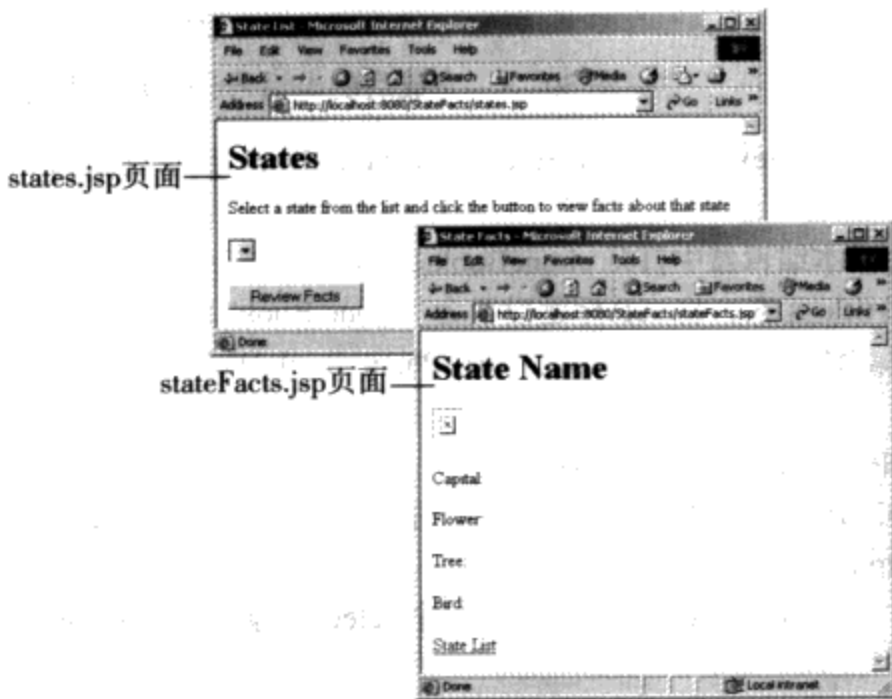 State List - Microsoft Internet Explorer
File Edit View Favorites Tools Help
Back Search Favorites Media
Address http://localhost:8080/StateFacts/states.jsp Go Links
States
states.jsp页面
Select a state from the list and click the button to view facts about that state
Review Facts
Done
State Facts - Microsoft Internet Explorer
File Edit View Favorites Tools Help
Back Search Favorites Media
Address http://localhost:8080/StateFacts/stateFacts.jsp Go Links
stateFacts.jsp页面
State Name
Capital:
Flower:
Tree:
Bird:
State List
Done Local intranet